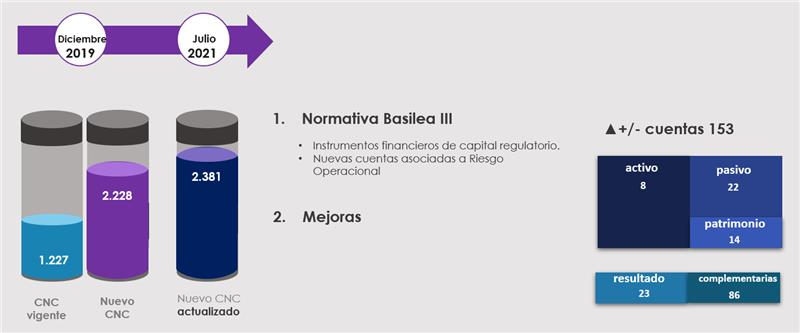 Diciembre
2019
Julio
2021
1.227
2.228
2.381
CNC
vigente
Nuevo
CNC
Nuevo CNC
actualizado
1. Normativa Basilea III
• Instrumentos financieros de capital regulatorio.
• Nuevas cuentas asociadas a Riesgo
Operacional
2. Mejoras
▲+/- cuentas 153
activo
8
pasivo
22
patrimonio
14
resultado
23
complementarias
86